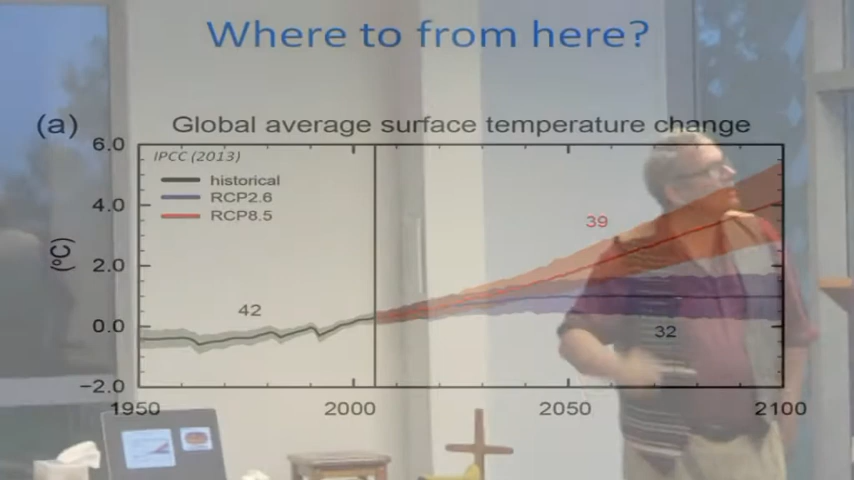 Where to from here?
(a)
Global average surface temperature change
6.0
IPCC (2013)
historical
RCP2.6
RCP8.5
4.0
39
(ºC)
2.0
42
0.0
32
−2.0
1950
2000
2050
2100